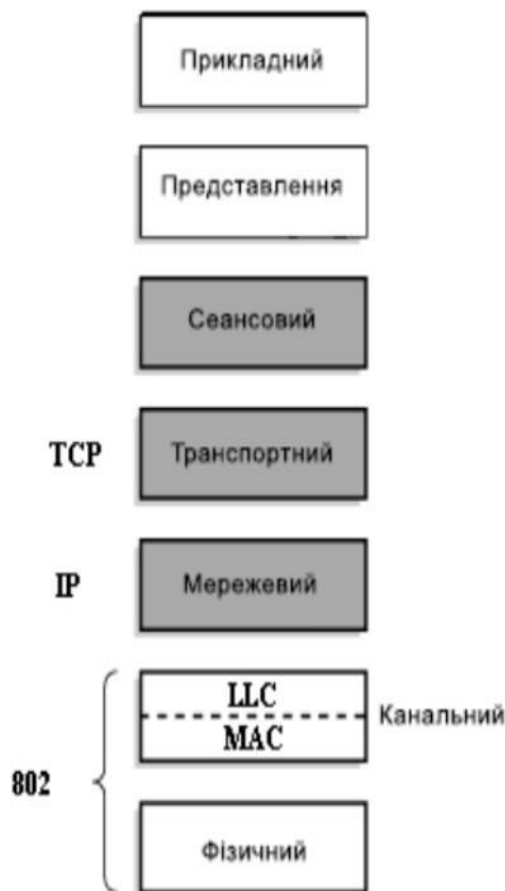 Прикладний
Представлення
Сеансовий
TCP Транспортний
IP Мережевий
LLC
Канальний
MAC
802
Фізичний